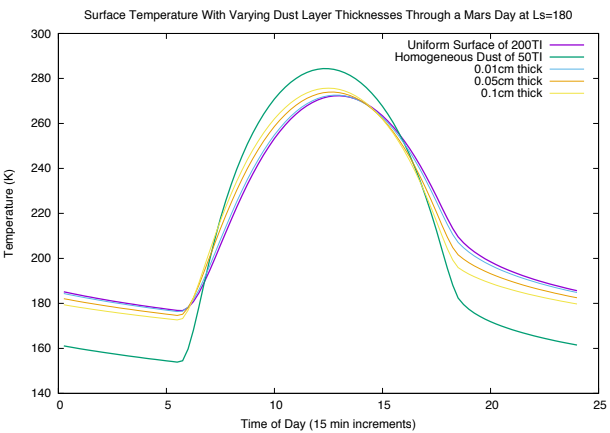 Surface Temperature With Varying Dust Layer Thicknesses Through a Mars Day at Ls=180
Uniform Surface of 200TI
Homogeneous Dust of 50TI
0.01cm thick
0.05cm thick
0.1cm thick
300
280
260
240
220
200
180
160
140
Temperature (K)
0
5
10
15
20
25
Time of Day (15 min increments)